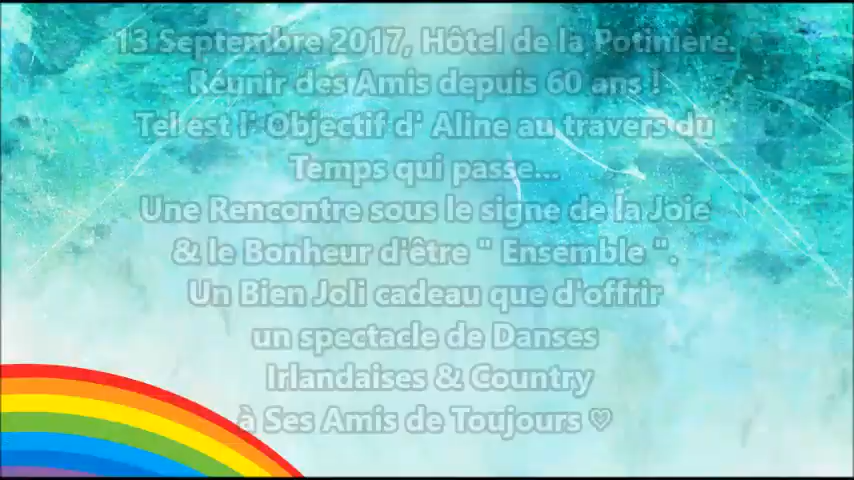 13 Septembre 2017, Hôtel de la Potinière.
Réunir des Amis depuis 60 ans !
Tel est l' Objectif d' Aline au travers du
Temps qui passe...
Une Rencontre sous le signe de la Joie
& le Bonheur d'être " Ensemble ".
Un Bien Joli cadeau que d'offrir
un spectacle de Danses
Irlandaises & Country
à Ses Amis de Toujours ♡